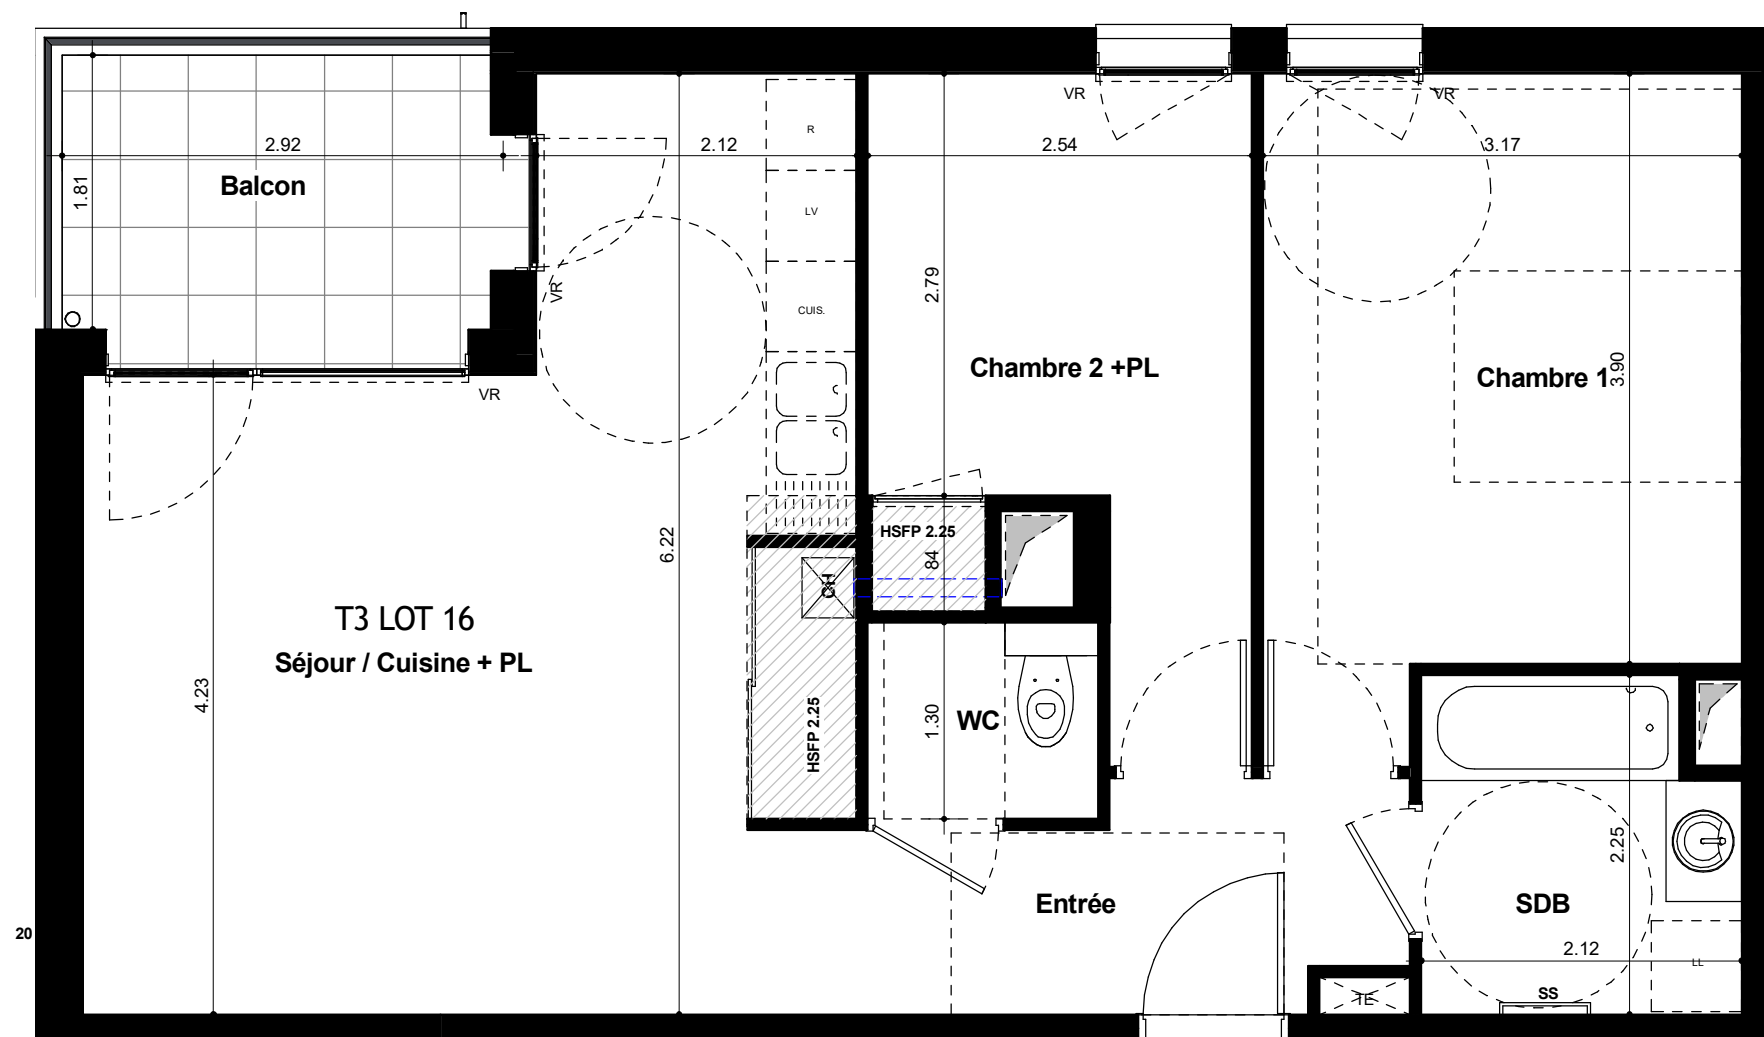 R
VR
VR
2.92
2.12
2.54
3.17
Balcon
1.81
LV
2.79
VR
CUIS.
Chambre 2 +PL
Chambre 1
3.90
VR
HSFP 2.25
84
6.22
CH
T3 LOT 16
Séjour / Cuisine + PL
4.23
HSFP 2.25
1.30
WC
2.25
Entrée
SDB
20
2.12
LL
SS
TE